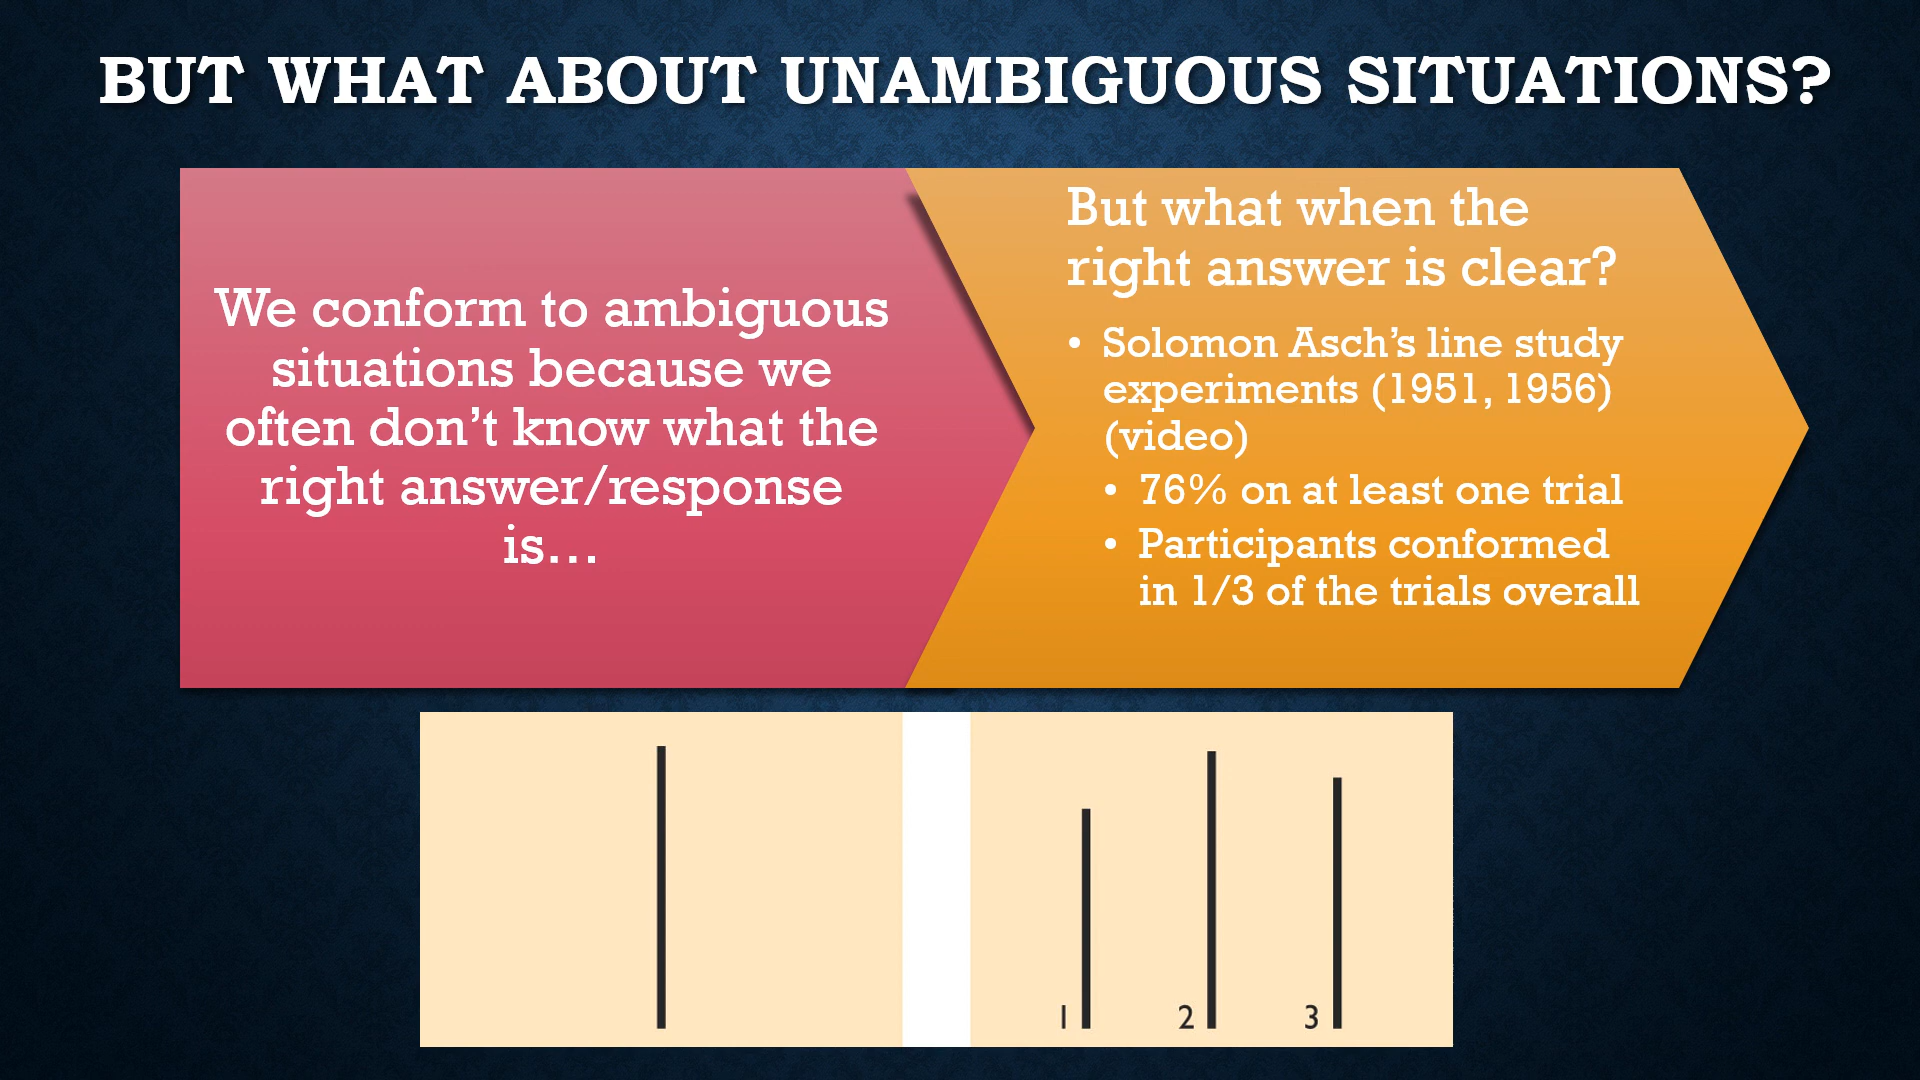 BUT WHAT ABOUT UNAMBIGUOUS SITUATIONS?
We conform to ambiguous
situations because we
often don’t know what the
right answer/response
is…
But what when the
right answer is clear?
• Solomon Asch’s line study
experiments (1951, 1956)
(video)
• 76% on at least one trial
• Participants conformed
in 1/3 of the trials overall
1 2 3